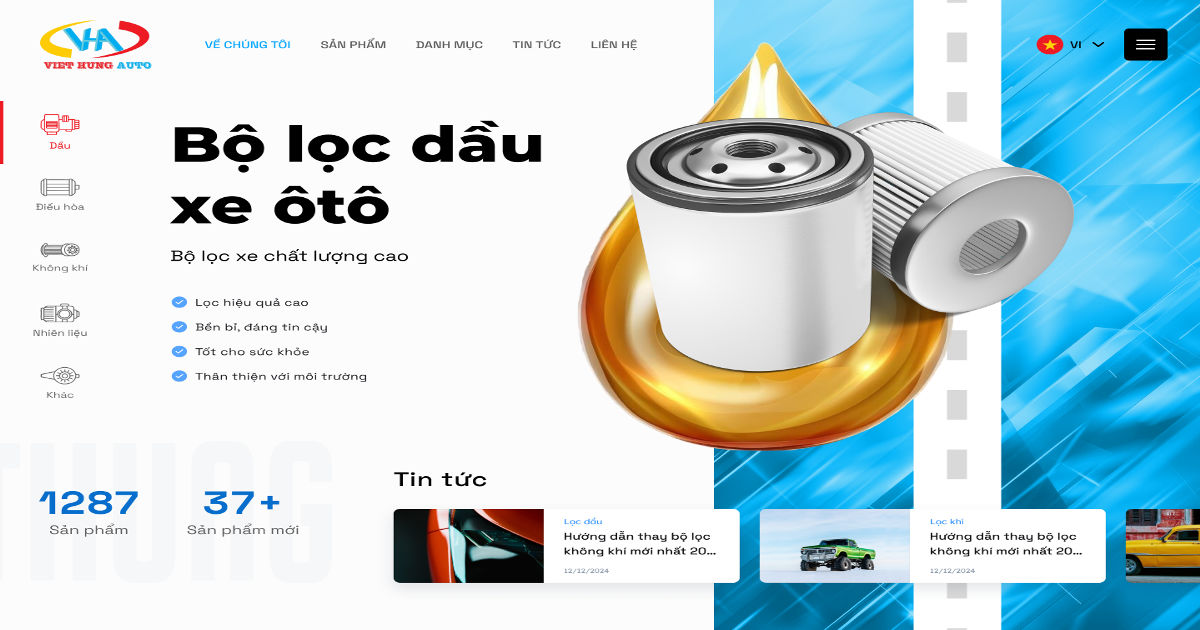 VHA
VIET HUNG AUTO
VỀ CHÚNG TÔI
SẢN PHẨM
DANH MỤC
TIN TỨC
LIÊN HỆ
VI
Dầu
Điều hòa
Không khí
Nhiên liệu
Khác
Bộ lọc dầu
xe ôtô
Bộ lọc xe chất lượng cao
Lọc hiệu quả cao
Bền bỉ, đáng tin cậy
Tốt cho sức khỏe
Thân thiện với môi trường
1287
Sản phẩm
37+
Sản phẩm mới
Tin tức
Lọc dầu
Hướng dẫn thay bộ lọc
không khí mới nhất 20...
12/12/2024
Lọc khí
Hướng dẫn thay bộ lọc
không khí mới nhất 20...
12/12/2024